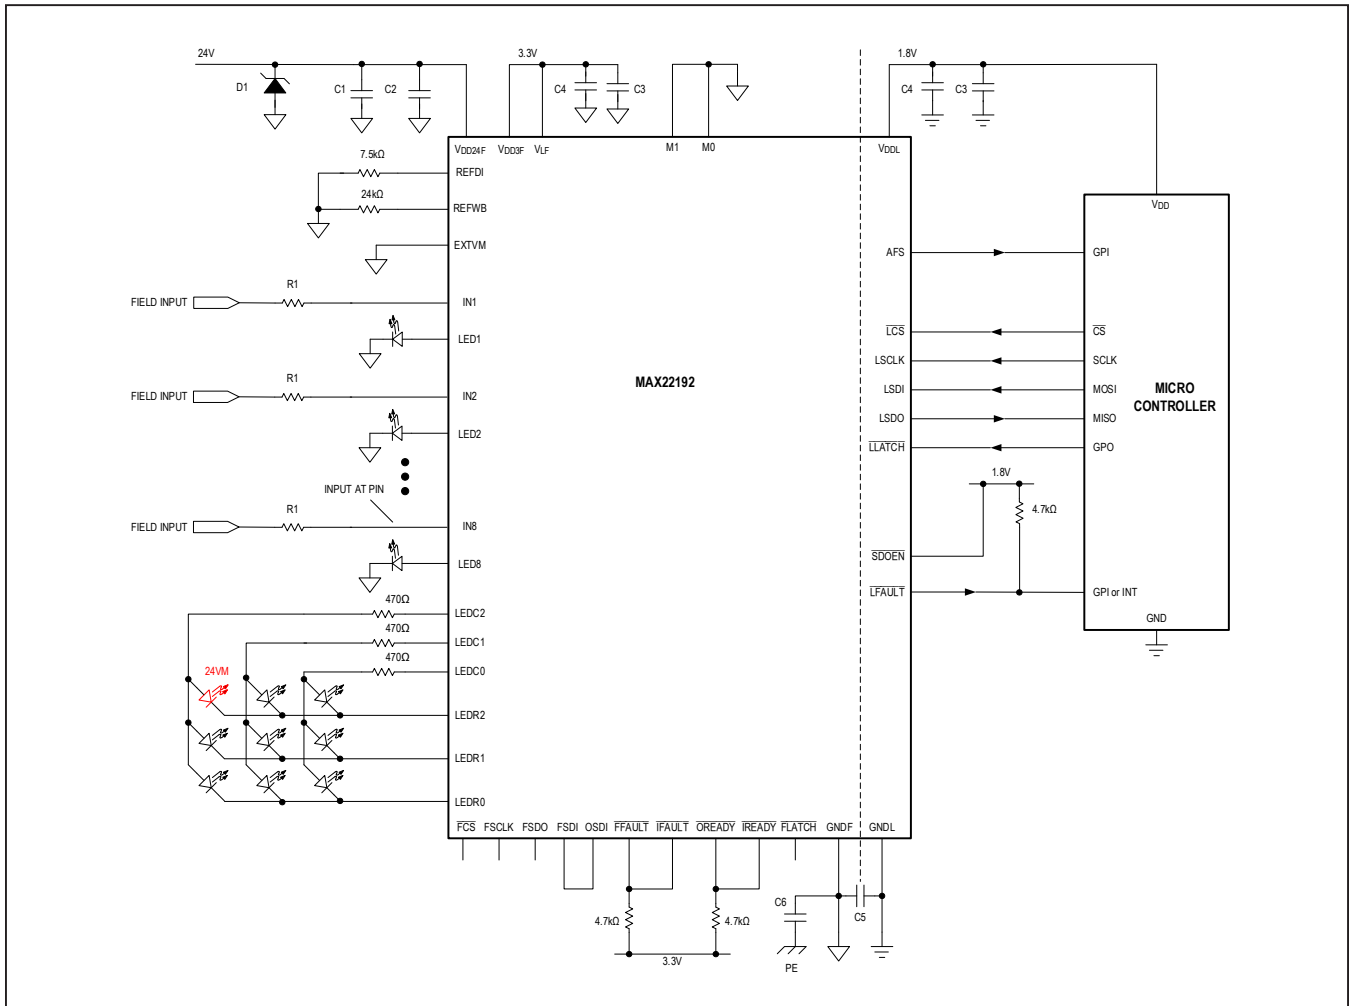 24V
3.3V
1.8V
D1
C1
C2
C4
C3
C4
C3
VDD24F
VDD3F
VLF
M1
M0
VDDL
7.5kΩ
REFDI
24kΩ
REFWB
VDD
EXTVM
AFS
GPI
R1
FIELD INPUT
IN1
LCS
CS
LED1
LSCLK
SCLK
R1
MAX22192
LSDI
MOSI
MICRO
CONTROLLER
FIELD INPUT
IN2
LSDO
MISO
LED2
LLATCH
GPO
1.8V
INPUT AT PIN
R1
4.7kΩ
FIELD INPUT
IN8
SDOEN
LED8
LFAULT
GPI or INT
470Ω
LEDC2
GND
470Ω
LEDC1
470Ω
24VM
LEDC0
LEDR2
LEDR1
LEDR0
FCS
FSCLK
FSDO
FSDI
OSDI
FFAULT
IFAULT
OREADY
IREADY
FLATCH
GNDF
GNDL
C6
C5
4.7kΩ
4.7kΩ
3.3V
PE